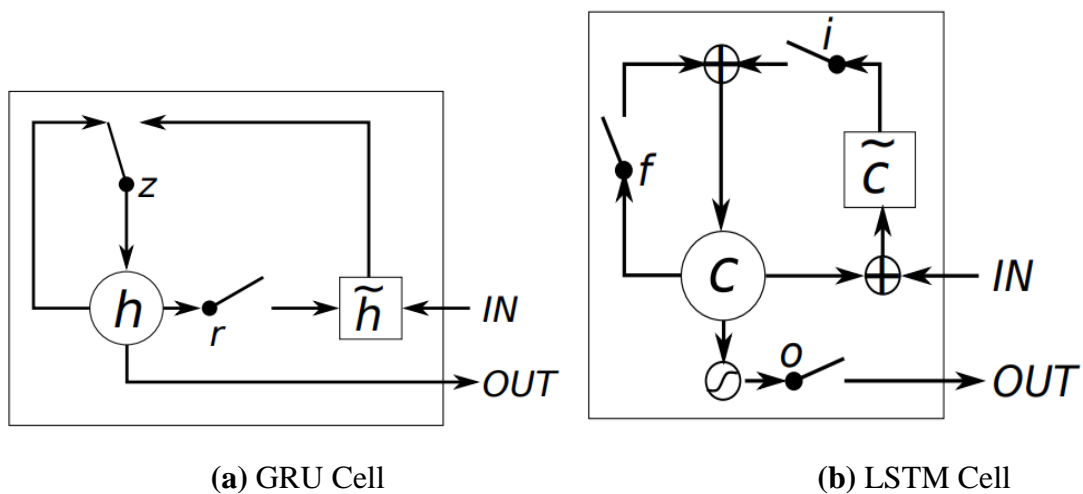 z
h
r
h̃
IN
OUT
(a) GRU Cell
i
f
c̃
c
IN
o
OUT
(b) LSTM Cell